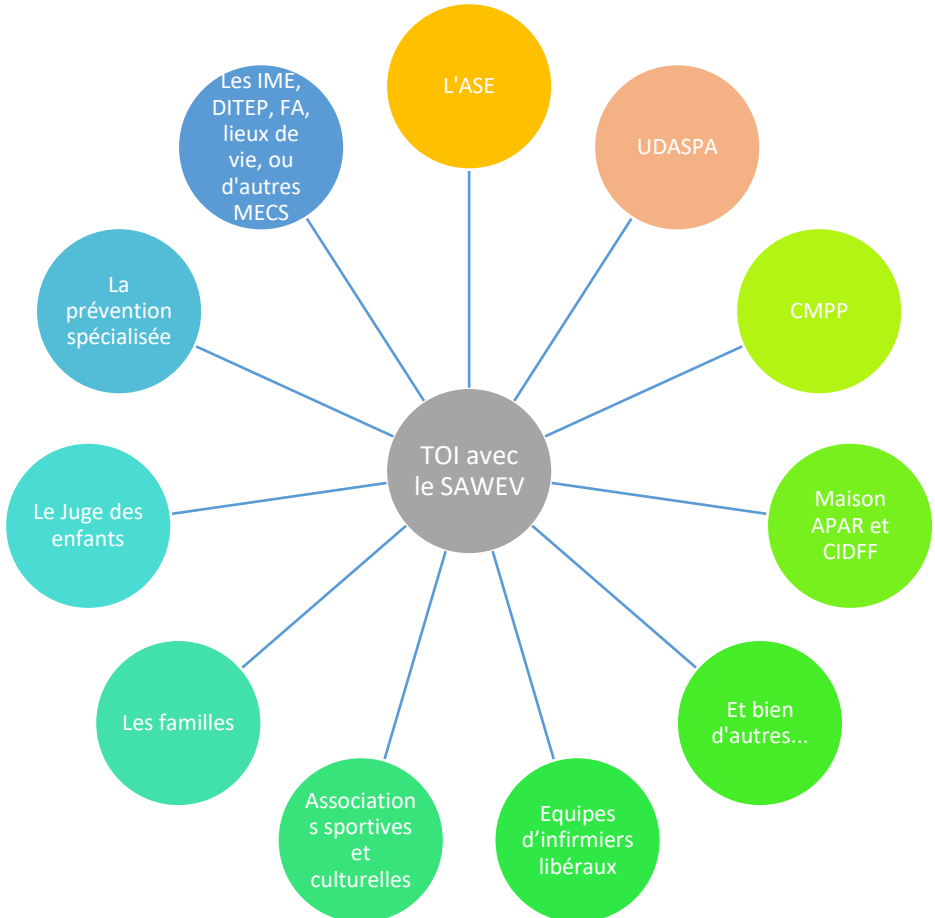 L'ASE
UDASPA
CMPP
Maison
APAR et
CIDFF
Et bien
d'autres...
Equipes
d’infirmiers
libéraux
Association
s sportives
et
culturelles
Les familles
Le Juge des
enfants
La
prévention
spécialisée
Les IME,
DITEP, FA,
lieux de
vie, ou
d'autres
MECS
TOI avec
le SAWEV